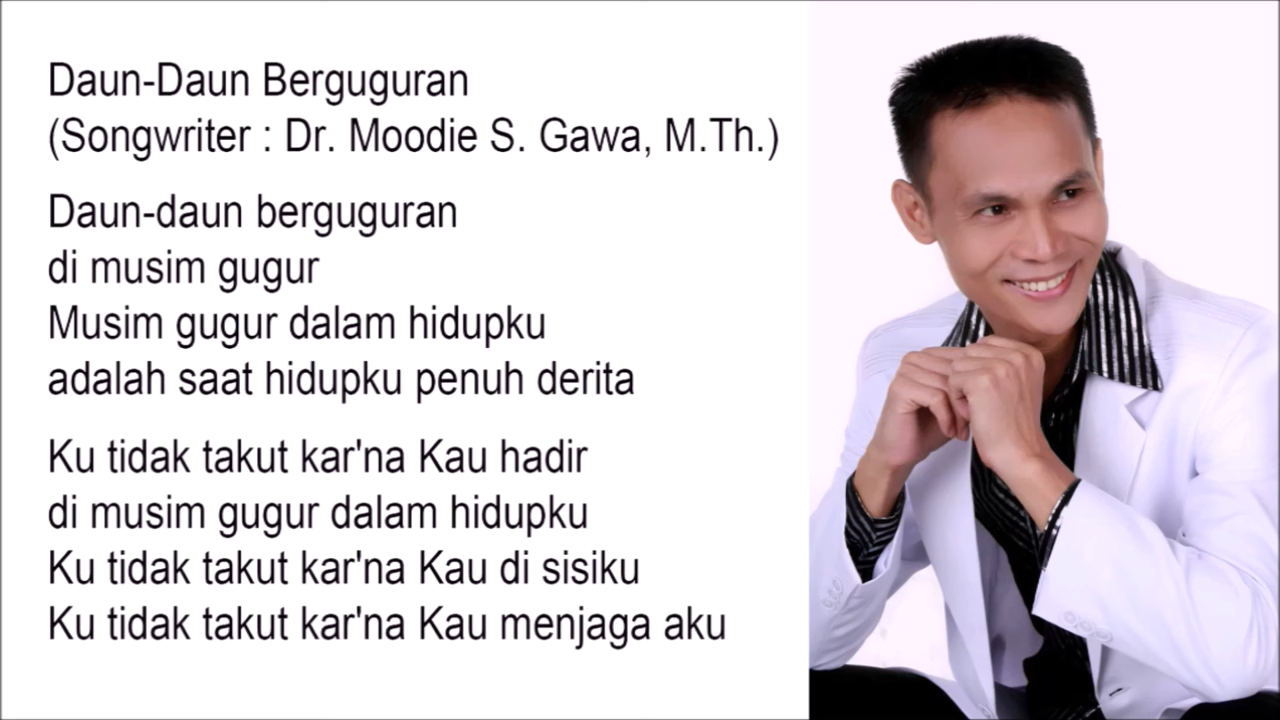 Daun-Daun Berguguran
(Songwriter : Dr. Moodie S. Gawa, M.Th.)
Daun-daun berguguran
di musim gugur
Musim gugur dalam hidupku
adalah saat hidupku penuh derita
Ku tidak takut kar'na Kau hadir
di musim gugur dalam hidupku
Ku tidak takut kar'na Kau di sisiku
Ku tidak takut kar'na Kau menjaga aku